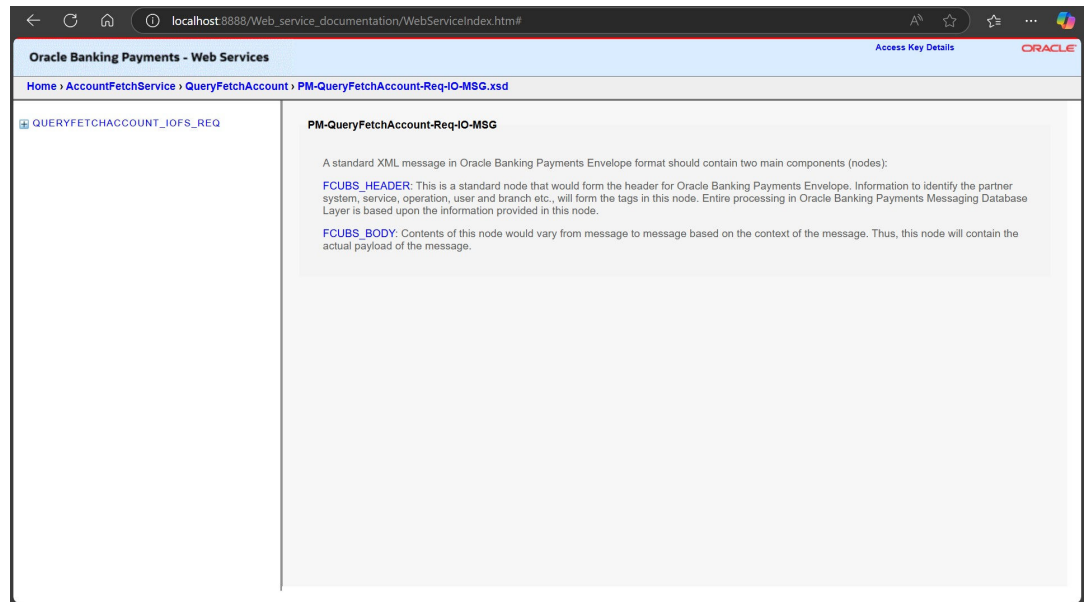 localhost:8888/Web_service_documentation/WebServiceIndex.htm#
Oracle Banking Payments - Web Services
Access Key Details
ORACLE
Home › AccountFetchService › QueryFetchAccount › PM-QueryFetchAccount-Req-IO-MSG.xsd
QUERYFETCHACCOUNT_IOFS_REQ
PM-QueryFetchAccount-Req-IO-MSG
A standard XML message in Oracle Banking Payments Envelope format should contain two main components (nodes):
FCUBS_HEADER: This is a standard node that would form the header for Oracle Banking Payments Envelope. Information to identify the partner
system, service, operation, user and branch etc., will form the tags in this node. Entire processing in Oracle Banking Payments Messaging Database
Layer is based upon the information provided in this node.
FCUBS_BODY: Contents of this node would vary from message to message based on the context of the message. Thus, this node will contain the
actual payload of the message.